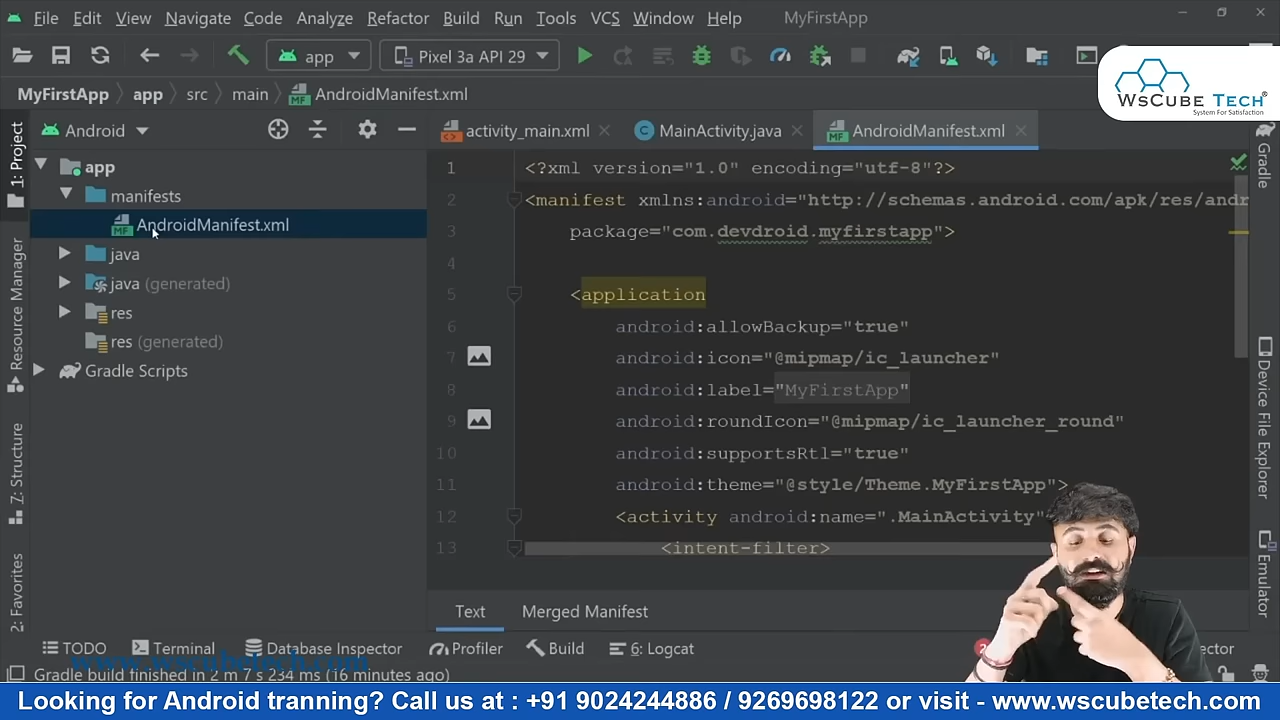 File Edit View Navigate Code Analyze Refactor Build Run Tools VCS Window Help MyFirstApp
app Pixel 3a API 29
WsCube Tech®
System For Satisfaction
MyFirstApp app src main AndroidManifest.xml
Android
activity_main.xml MainActivity.java AndroidManifest.xml
1: Project
Resource Manager
Z: Structure
2: Favorites
app
manifests
AndroidManifest.xml
java
java (generated)
res
res (generated)
Gradle Scripts
1 <?xml version="1.0" encoding="utf-8"?>
2 <manifest xmlns:android="http://schemas.android.com/apk/res/andr
3 package="com.devdroid.myfirstapp">
4
5 <application
6 android:allowBackup="true"
7 android:icon="@mipmap/ic_launcher"
8 android:label="MyFirstApp"
9 android:roundIcon="@mipmap/ic_launcher_round"
10 android:supportsRtl="true"
11 android:theme="@style/Theme.MyFirstApp">
12 <activity android:name=".MainActivity"
13 <intent-filter>
Gradle
Device File Explorer
Emulator
Text Merged Manifest
TODO Terminal Database Inspector Profiler Build 6: Logcat
www.wscubetech.com
Gradle build finished in 2 m 7 s 234 ms (16 minutes ago)
Looking for Android tranning? Call us at : +91 9024244886 / 9269698122 or visit - www.wscubetech.com